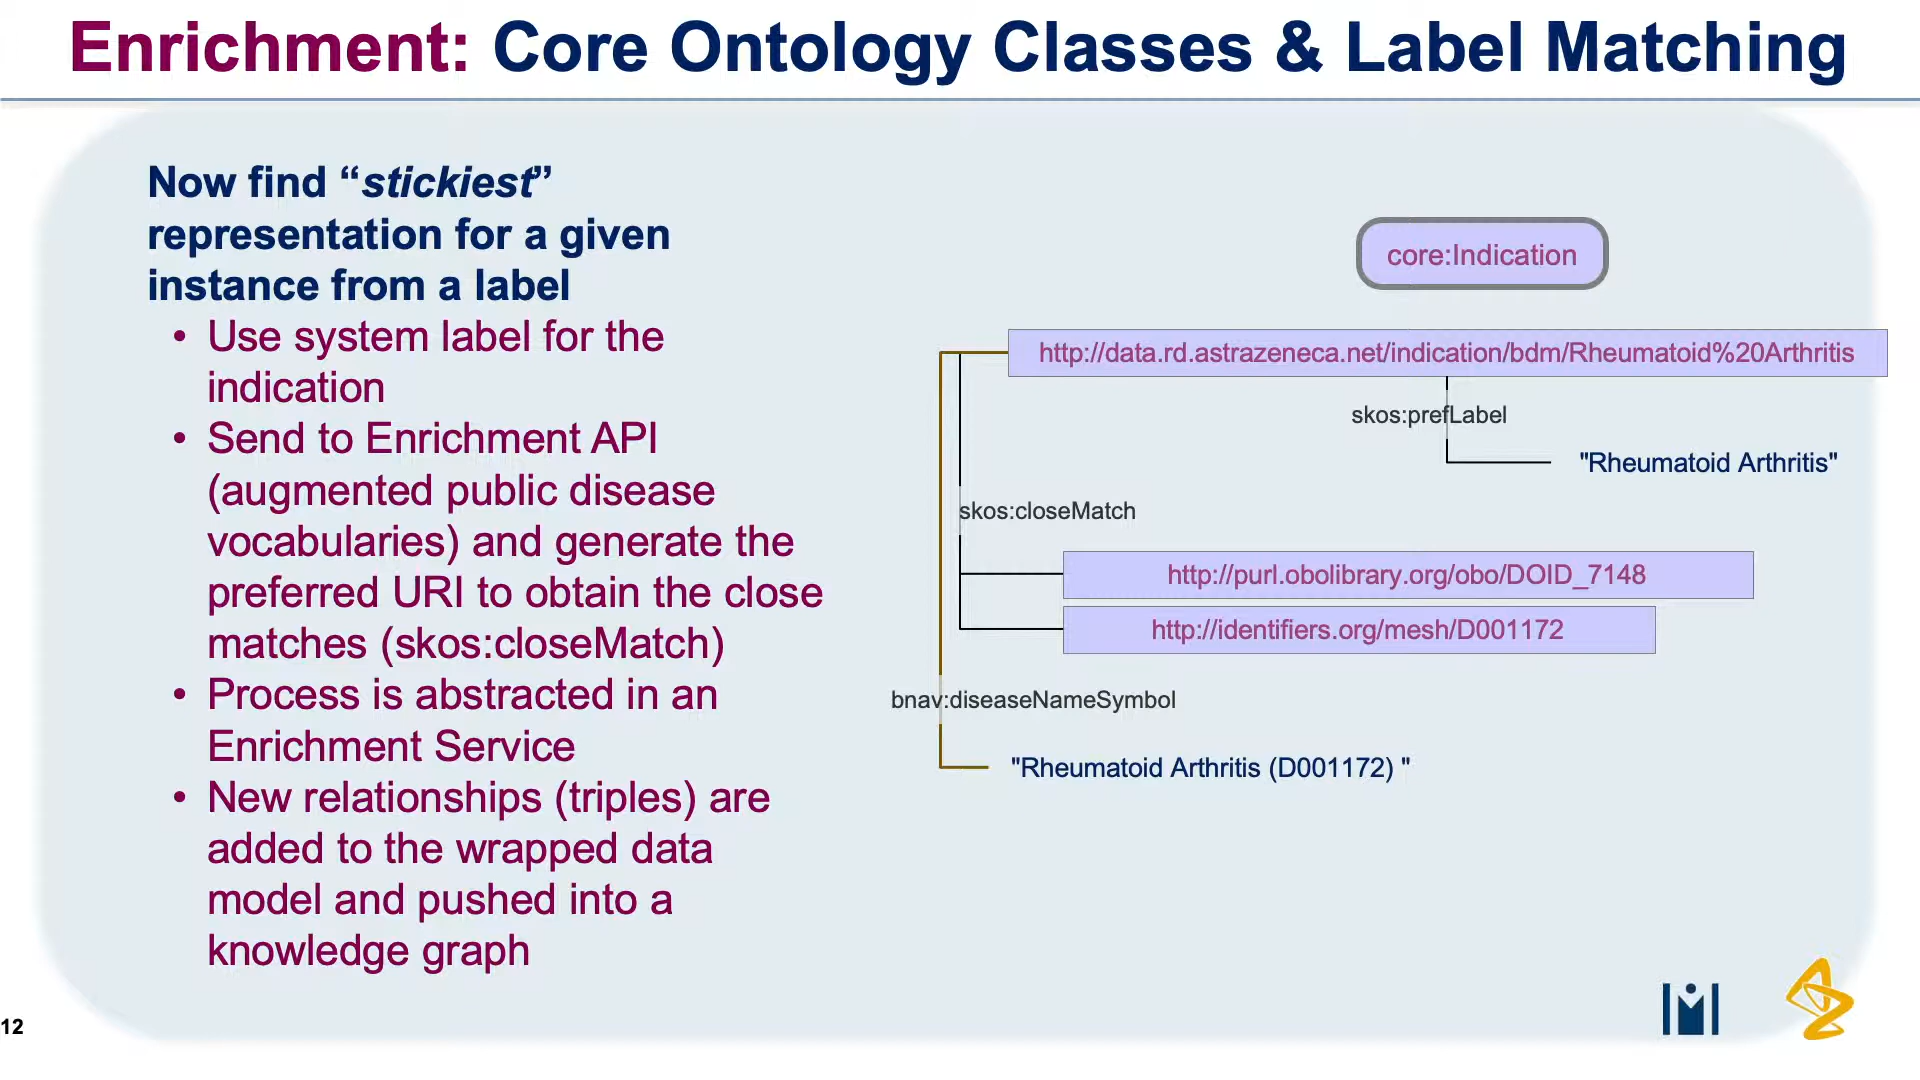 Enrichment: Core Ontology Classes & Label Matching
Now find “stickiest”
representation for a given
instance from a label
• Use system label for the
indication
• Send to Enrichment API
(augmented public disease
vocabularies) and generate the
preferred URI to obtain the close
matches (skos:closeMatch)
• Process is abstracted in an
Enrichment Service
• New relationships (triples) are
added to the wrapped data
model and pushed into a
knowledge graph
core:Indication
http://data.rd.astrazeneca.net/indication/bdm/Rheumatoid%20Arthritis
skos:prefLabel
"Rheumatoid Arthritis"
skos:closeMatch
http://purl.obolibrary.org/obo/DOID_7148
http://identifiers.org/mesh/D001172
bnav:diseaseNameSymbol
"Rheumatoid Arthritis (D001172) "
12